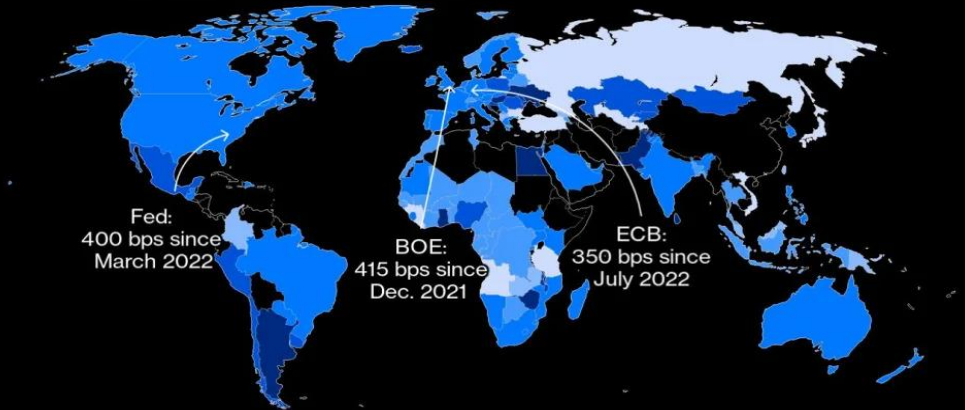 Fed:
400 bps since
March 2022
BOE:
415 bps since
Dec. 2021
ECB:
350 bps since
July 2022